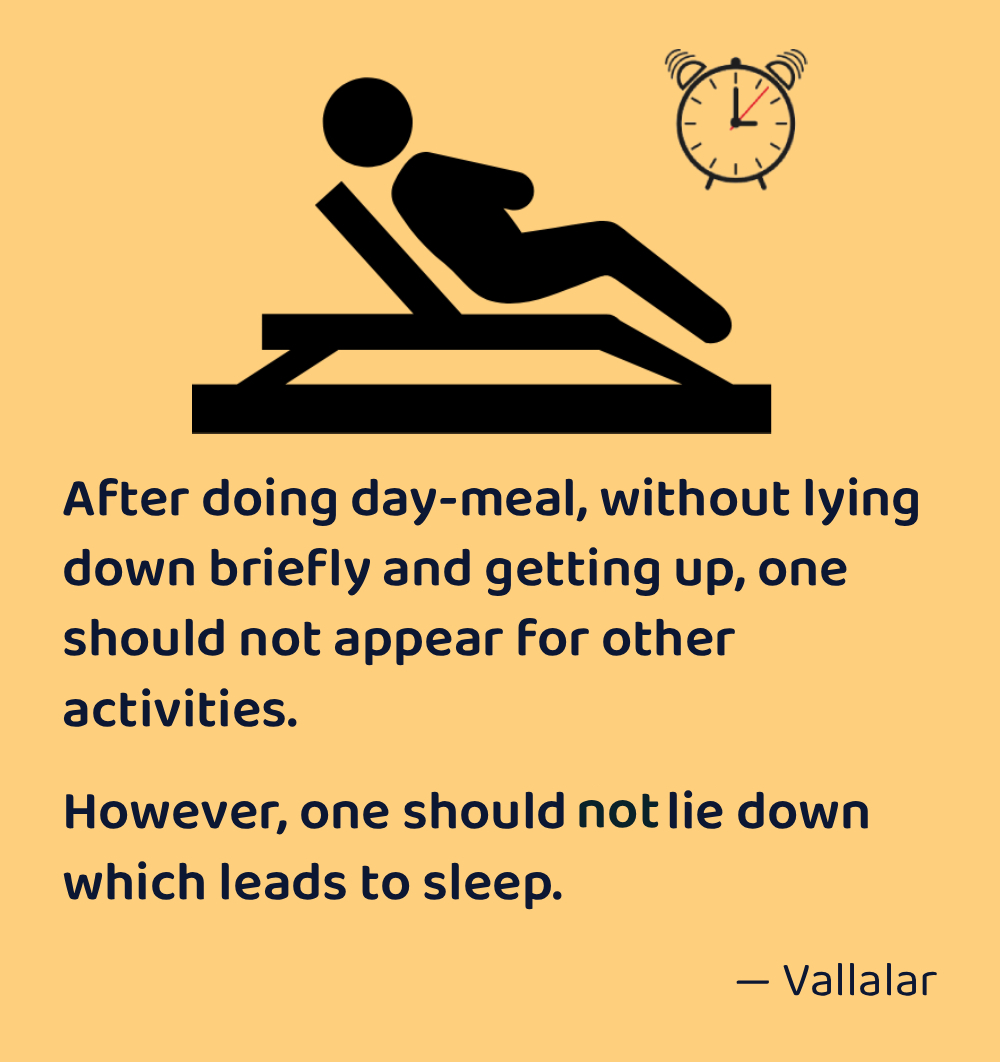 After doing day-meal, without lying
down briefly and getting up, one
should not appear for other
activities.
However, one should not lie down
which leads to sleep.
– Vallalar